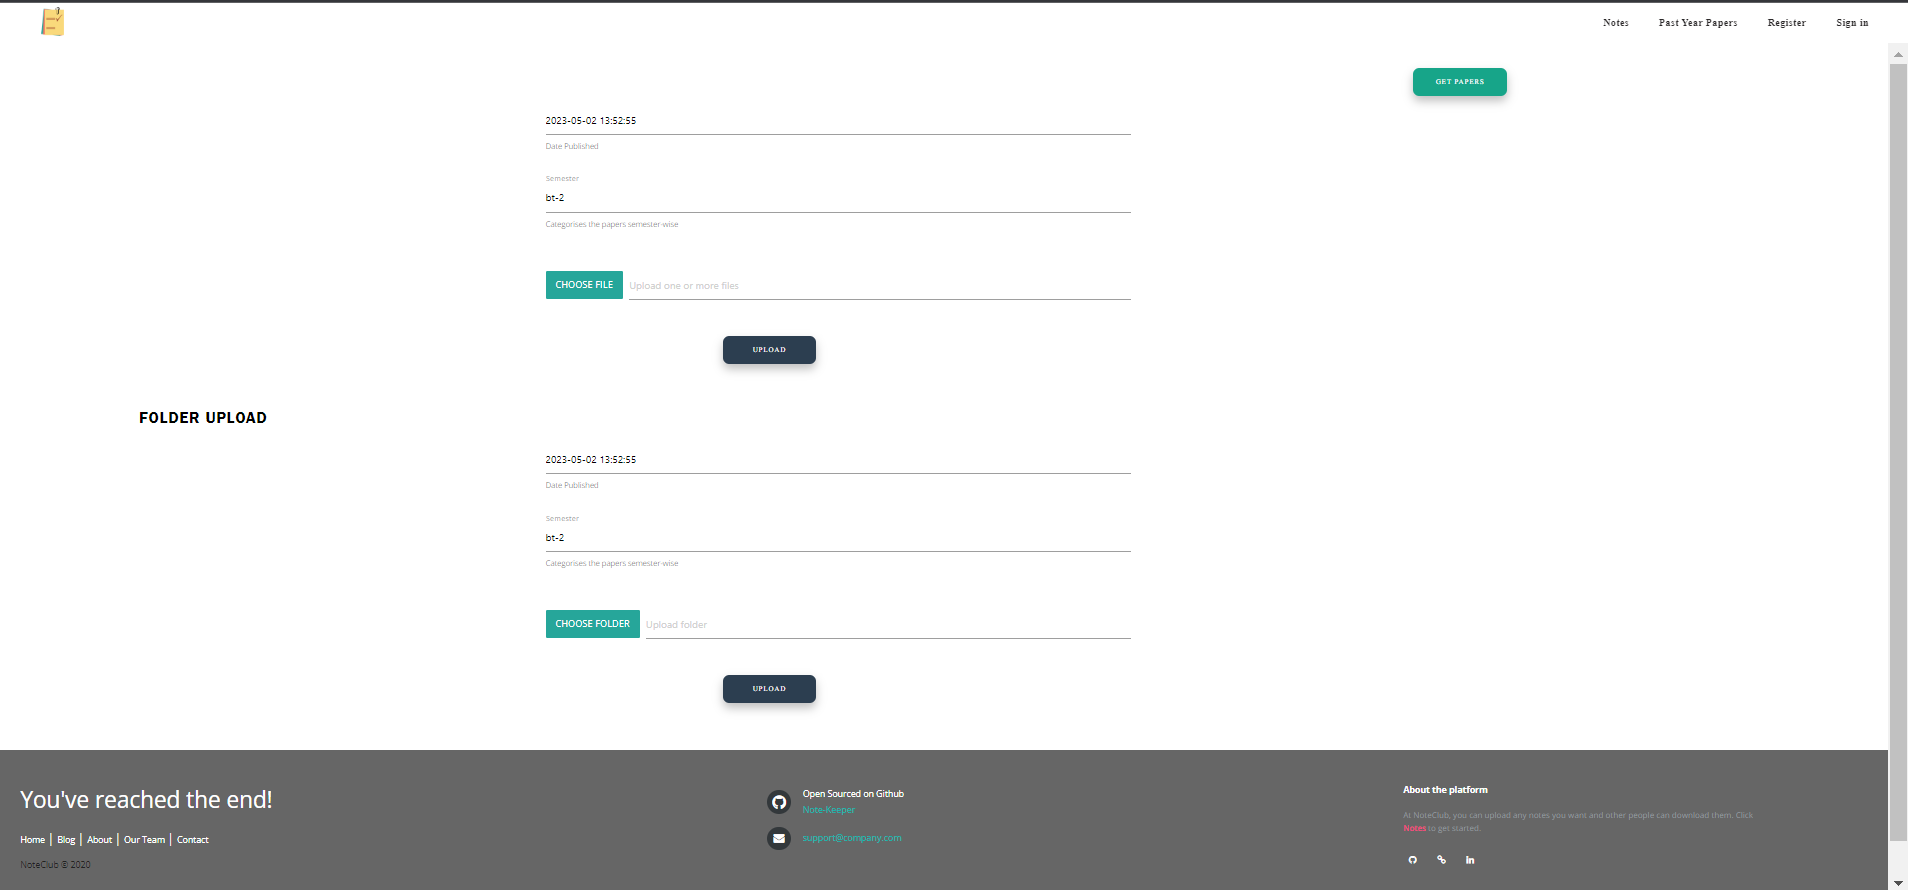 Notes Past Year Papers Register Sign in
GET PAPERS
2023-05-02 13:52:55
Date Published
Semester
bt-2
Categorises the papers semester-wise
CHOOSE FILE Upload one or more files
UPLOAD
FOLDER UPLOAD
2023-05-02 13:52:55
Date Published
Semester
bt-2
Categorises the papers semester-wise
CHOOSE FOLDER Upload folder
UPLOAD
You've reached the end!
Home | Blog | About | Our Team | Contact
NoteClub © 2020
Open Sourced on Github
Note-Keeper
support@company.com
About the platform
At NoteClub, you can upload any notes you want and other people can download them. Click
Notes to get started.